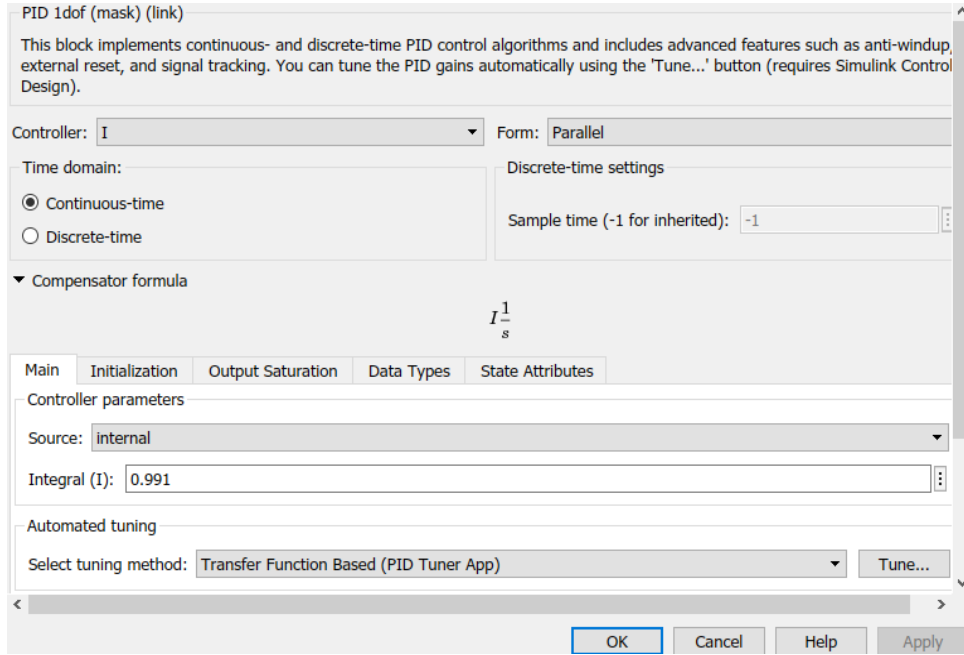 PID 1dof (mask) (link)
This block implements continuous- and discrete-time PID control algorithms and includes advanced features such as anti-windup,
external reset, and signal tracking. You can tune the PID gains automatically using the 'Tune...' button (requires Simulink Control
Design).
Controller: I Form: Parallel
Time domain: Discrete-time settings
Continuous-time
Sample time (-1 for inherited): -1
Discrete-time
Compensator formula
I 1/s
Main Initialization Output Saturation Data Types State Attributes
Controller parameters
Source: internal
Integral (I): 0.991
Automated tuning
Select tuning method: Transfer Function Based (PID Tuner App) Tune...
OK Cancel Help Apply